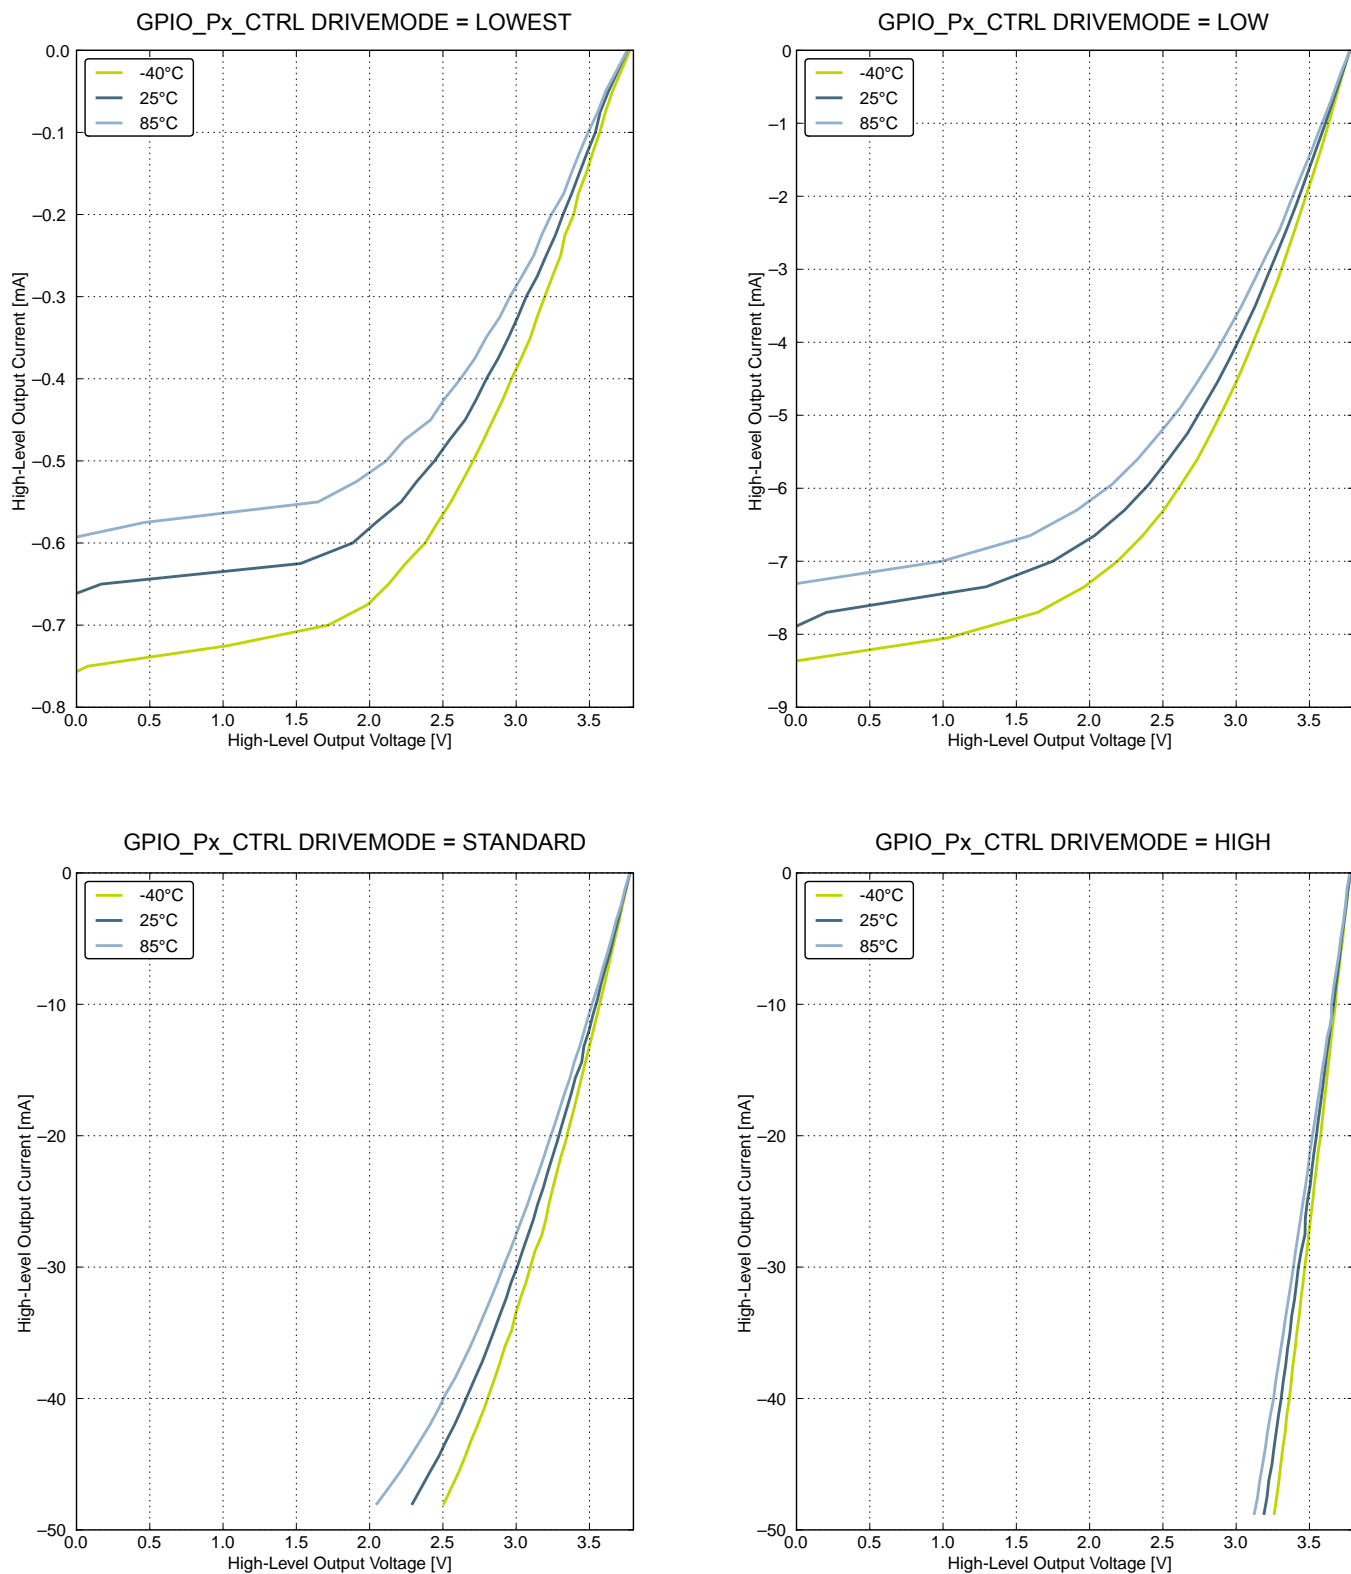 GPIO_Px_CTRL DRIVEMODE = LOWEST
0.0
–0.1
–0.2
–0.3
–0.4
–0.5
–0.6
–0.7
–0.8
High-Level Output Current [mA]
-40°C
25°C
85°C
0.0 0.5 1.0 1.5 2.0 2.5 3.0 3.5
High-Level Output Voltage [V]
GPIO_Px_CTRL DRIVEMODE = LOW
0
–1
–2
–3
–4
–5
–6
–7
–8
–9
High-Level Output Current [mA]
-40°C
25°C
85°C
0.0 0.5 1.0 1.5 2.0 2.5 3.0 3.5
High-Level Output Voltage [V]
GPIO_Px_CTRL DRIVEMODE = STANDARD
0
–10
–20
–30
–40
–50
High-Level Output Current [mA]
-40°C
25°C
85°C
0.0 0.5 1.0 1.5 2.0 2.5 3.0 3.5
High-Level Output Voltage [V]
GPIO_Px_CTRL DRIVEMODE = HIGH
0
–10
–20
–30
–40
–50
High-Level Output Current [mA]
-40°C
25°C
85°C
0.0 0.5 1.0 1.5 2.0 2.5 3.0 3.5
High-Level Output Voltage [V]